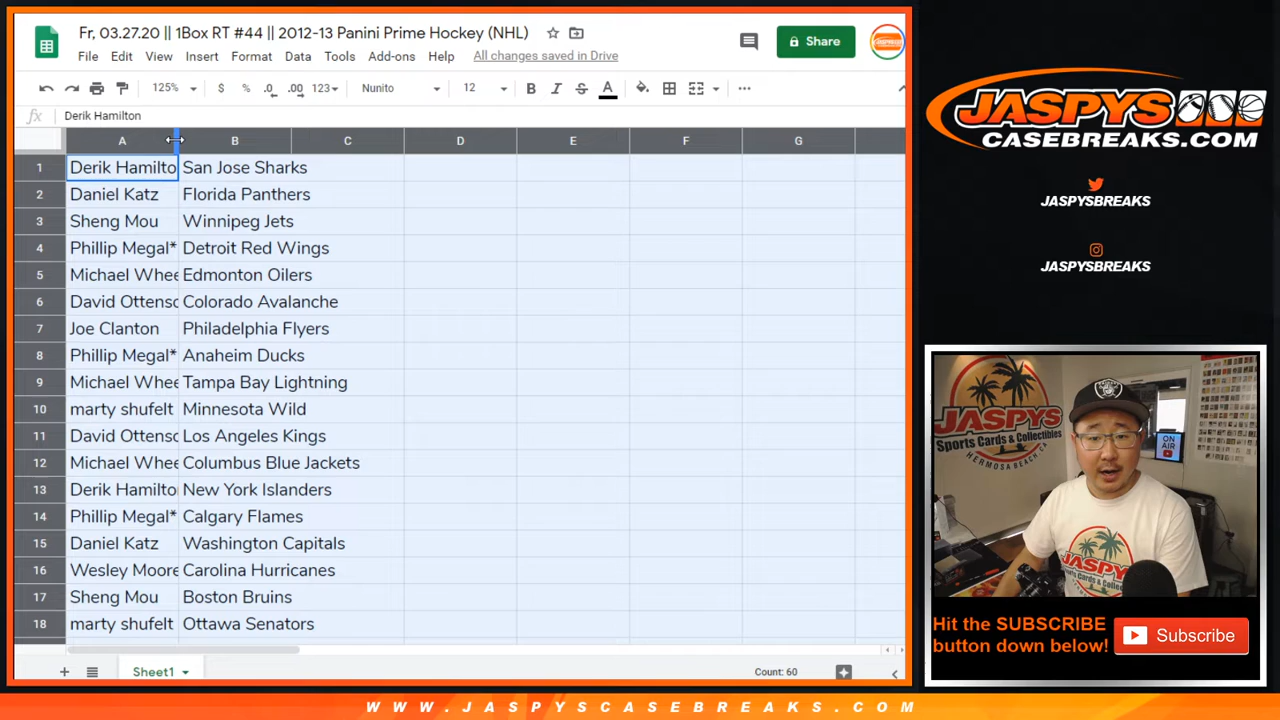 Fr, 03.27.20 || 1Box RT #44 || 2012-13 Panini Prime Hockey (NHL)
File Edit View Insert Format Data Tools Add-ons Help All changes saved in Drive
Share
125% $ % .0 .00 123 Nunito 12 B I S A
fx Derik Hamilton
A B C D E F G
1 Derik Hamilto San Jose Sharks
2 Daniel Katz Florida Panthers
3 Sheng Mou Winnipeg Jets
4 Phillip Megal* Detroit Red Wings
5 Michael Whee Edmonton Oilers
6 David Ottenso Colorado Avalanche
7 Joe Clanton Philadelphia Flyers
8 Phillip Megal* Anaheim Ducks
9 Michael Whee Tampa Bay Lightning
10 marty shufelt Minnesota Wild
11 David Ottenso Los Angeles Kings
12 Michael Whee Columbus Blue Jackets
13 Derik Hamilto New York Islanders
14 Phillip Megal* Calgary Flames
15 Daniel Katz Washington Capitals
16 Wesley Moore Carolina Hurricanes
17 Sheng Mou Boston Bruins
18 marty shufelt Ottawa Senators
Sheet1
Count: 60
JASPYS
CASEBREAKS.COM
JASPYSBREAKS
JASPYSBREAKS
JASPYS
Sports Cards & Collectibles
HERMOSA BEACH, CA
ON
AIR
RAIDERS
JASPYS
Hit the SUBSCRIBE
button down below!
Subscribe
WWW.JASPYSCASEBREAKS.COM